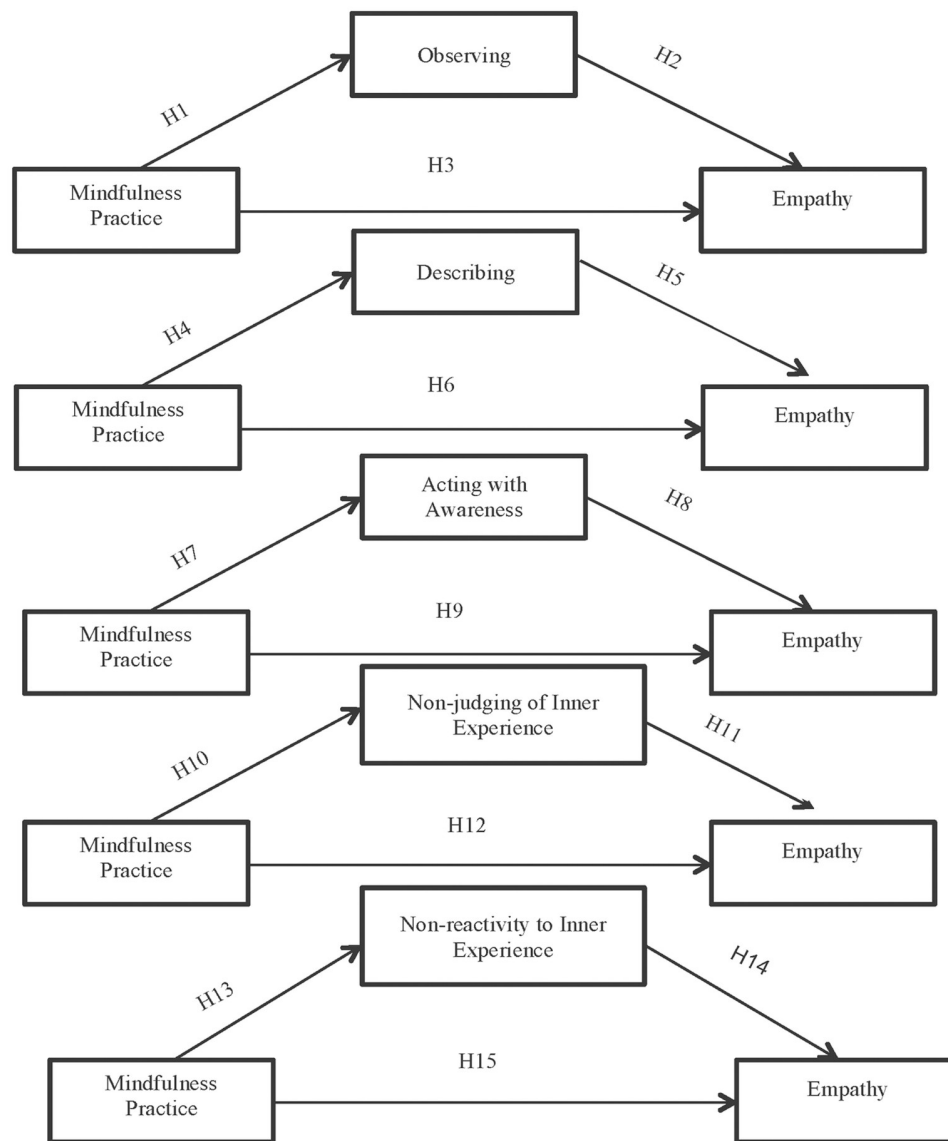 Observing
H2
H1
H3
Mindfulness
Practice
Empathy
Describing
H5
H4
H6
Mindfulness
Practice
Empathy
Acting with
Awareness
H8
H7
H9
Mindfulness
Practice
Empathy
Non-judging of Inner
Experience
H11
H10
H12
Mindfulness
Practice
Empathy
Non-reactivity to Inner
Experience
H14
H13
H15
Mindfulness
Practice
Empathy